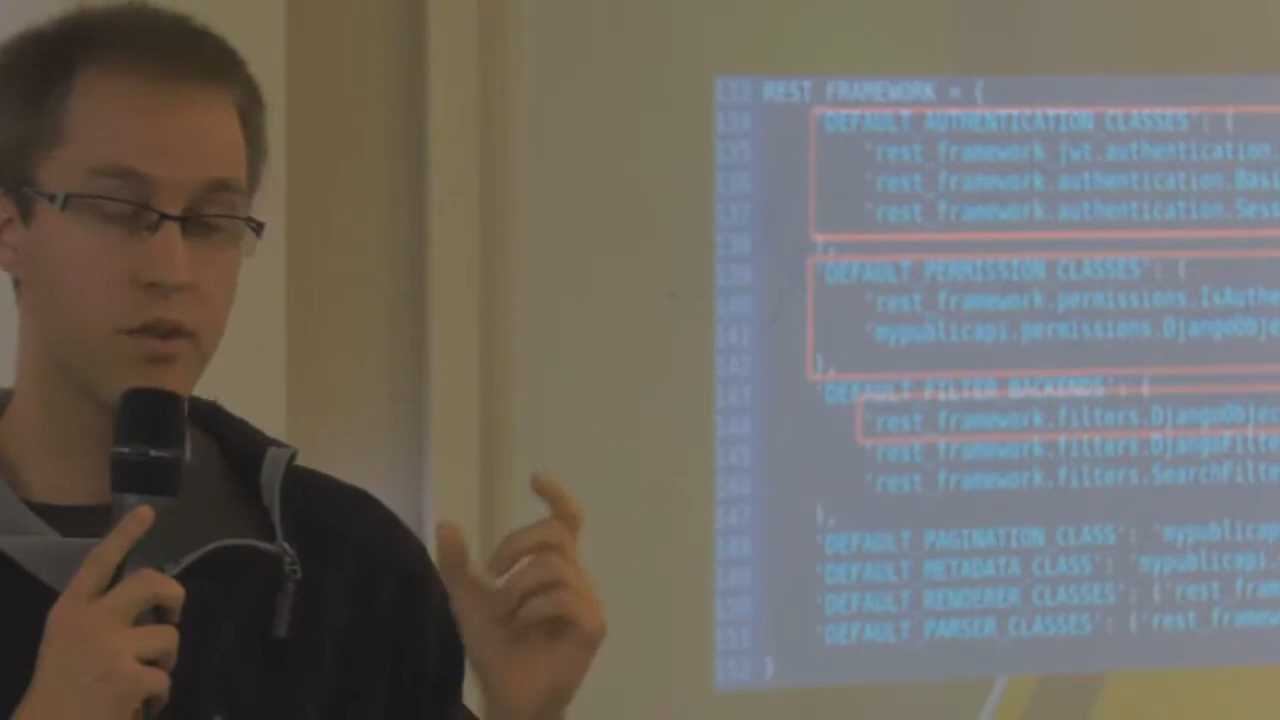 133 REST_FRAMEWORK = {
134 'DEFAULT_AUTHENTICATION_CLASSES': (
135 'rest_framework_jwt.authentication.
136 'rest_framework.authentication.Basi
137 'rest_framework.authentication.Sess
138 ),
139 'DEFAULT_PERMISSION_CLASSES': (
140 'rest_framework.permissions.IsAuthe
141 'mypublicapi.permissions.DjangoObje
142 ),
143 'DEFAULT_FILTER_BACKENDS': (
144 'rest_framework.filters.DjangoObjec
145 'rest_framework.filters.DjangoFilte
146 'rest_framework.filters.SearchFilte
147 ),
148 'DEFAULT_PAGINATION_CLASS': 'mypublicap
149 'DEFAULT_METADATA_CLASS': 'mypublicapi.
150 'DEFAULT_RENDERER_CLASSES': ('rest_fram
151 'DEFAULT_PARSER_CLASSES': ('rest_framew
152 }